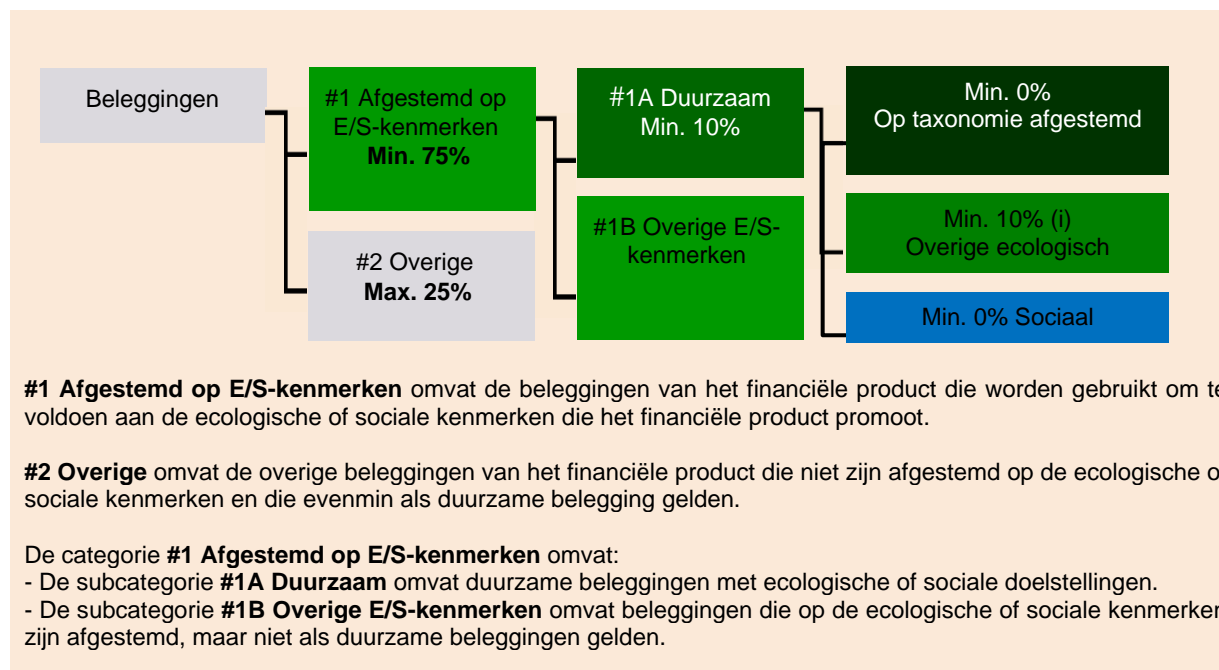 Beleggingen
#1 Afgestemd op
E/S-kenmerken
Min. 75%
#2 Overige
Max. 25%
#1A Duurzaam
Min. 10%
#1B Overige E/S-
kenmerken
Min. 0%
Op taxonomie afgestemd
Min. 10% (i)
Overige ecologisch
Min. 0% Sociaal
#1 Afgestemd op E/S-kenmerken omvat de beleggingen van het financiële product die worden gebruikt om te
voldoen aan de ecologische of sociale kenmerken die het financiële product promoot.
#2 Overige omvat de overige beleggingen van het financiële product die niet zijn afgestemd op de ecologische o
sociale kenmerken en die evenmin als duurzame belegging gelden.
De categorie #1 Afgestemd op E/S-kenmerken omvat:
- De subcategorie #1A Duurzaam omvat duurzame beleggingen met ecologische of sociale doelstellingen.
- De subcategorie #1B Overige E/S-kenmerken omvat beleggingen die op de ecologische of sociale kenmerken
zijn afgestemd, maar niet als duurzame beleggingen gelden.